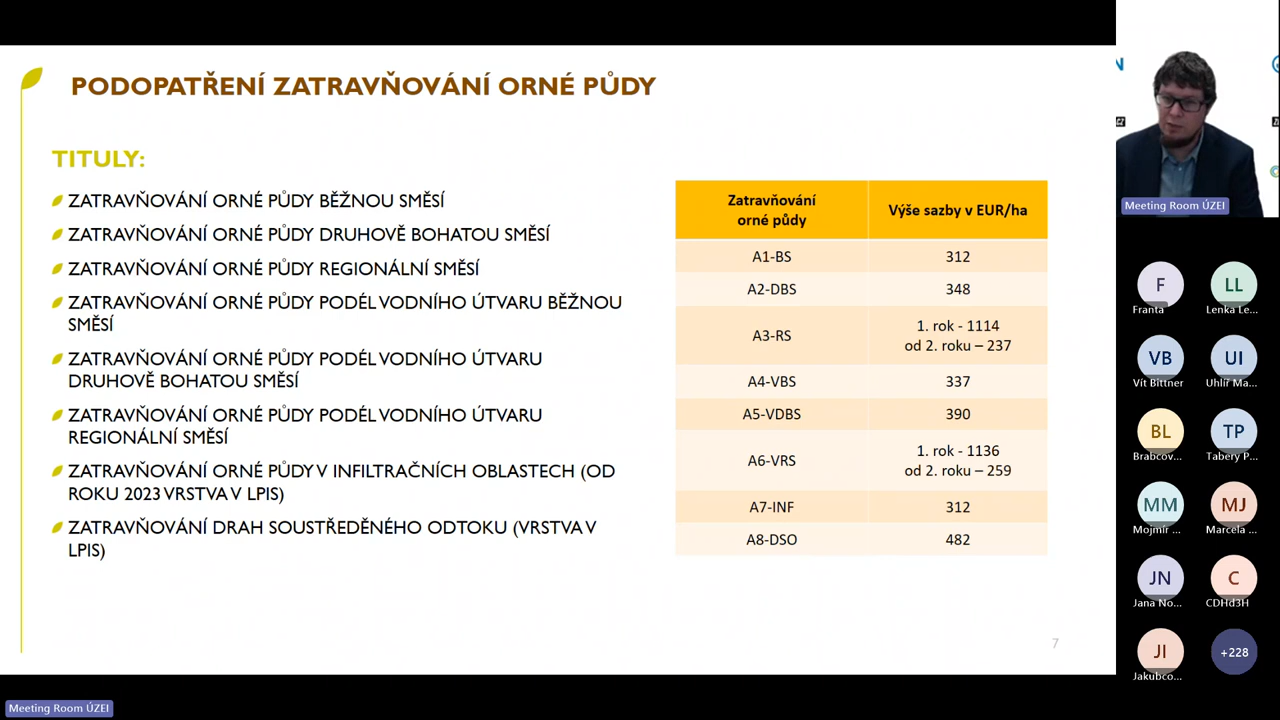 PODOPATŘENÍ ZATRAVŇOVÁNÍ ORNÉ PŮDY
TITULY:
ZATRAVŇOVÁNÍ ORNÉ PŮDY BĚŽNOU SMĚSÍ
ZATRAVŇOVÁNÍ ORNÉ PŮDY DRUHOVĚ BOHATOU SMĚSÍ
ZATRAVŇOVÁNÍ ORNÉ PŮDY REGIONÁLNÍ SMĚSÍ
ZATRAVŇOVÁNÍ ORNÉ PŮDY PODÉL VODNÍHO ÚTVARU BĚŽNOU
SMĚSÍ
ZATRAVŇOVÁNÍ ORNÉ PŮDY PODÉL VODNÍHO ÚTVARU
DRUHOVĚ BOHATOU SMĚSÍ
ZATRAVŇOVÁNÍ ORNÉ PŮDY PODÉL VODNÍHO ÚTVARU
REGIONÁLNÍ SMĚSÍ
ZATRAVŇOVÁNÍ ORNÉ PŮDY V INFILTRAČNÍCH OBLASTECH (OD
ROKU 2023 VRSTVA V LPIS)
ZATRAVŇOVÁNÍ DRAH SOUSTŘEDĚNÉHO ODTOKU (VRSTVA V
LPIS)
Zatravňování
orné půdy
Výše sazby v EUR/ha
A1-BS 312
A2-DBS 348
A3-RS
1. rok - 1114
od 2. roku – 237
A4-VBS 337
A5-VDBS 390
A6-VRS
1. rok - 1136
od 2. roku – 259
A7-INF 312
A8-DSO 482
7
Meeting Room ÚZEI
F LL
Franta Lenka Le...
VB UI
Vít Bittner Uhlíř Ma...
BL TP
Brabcov... Tabery P...
MM MJ
Mojmír ... Marcela ...
JN C
Jana No... CDHd3H
JI +228
Jakubco...
Meeting Room ÚZEI